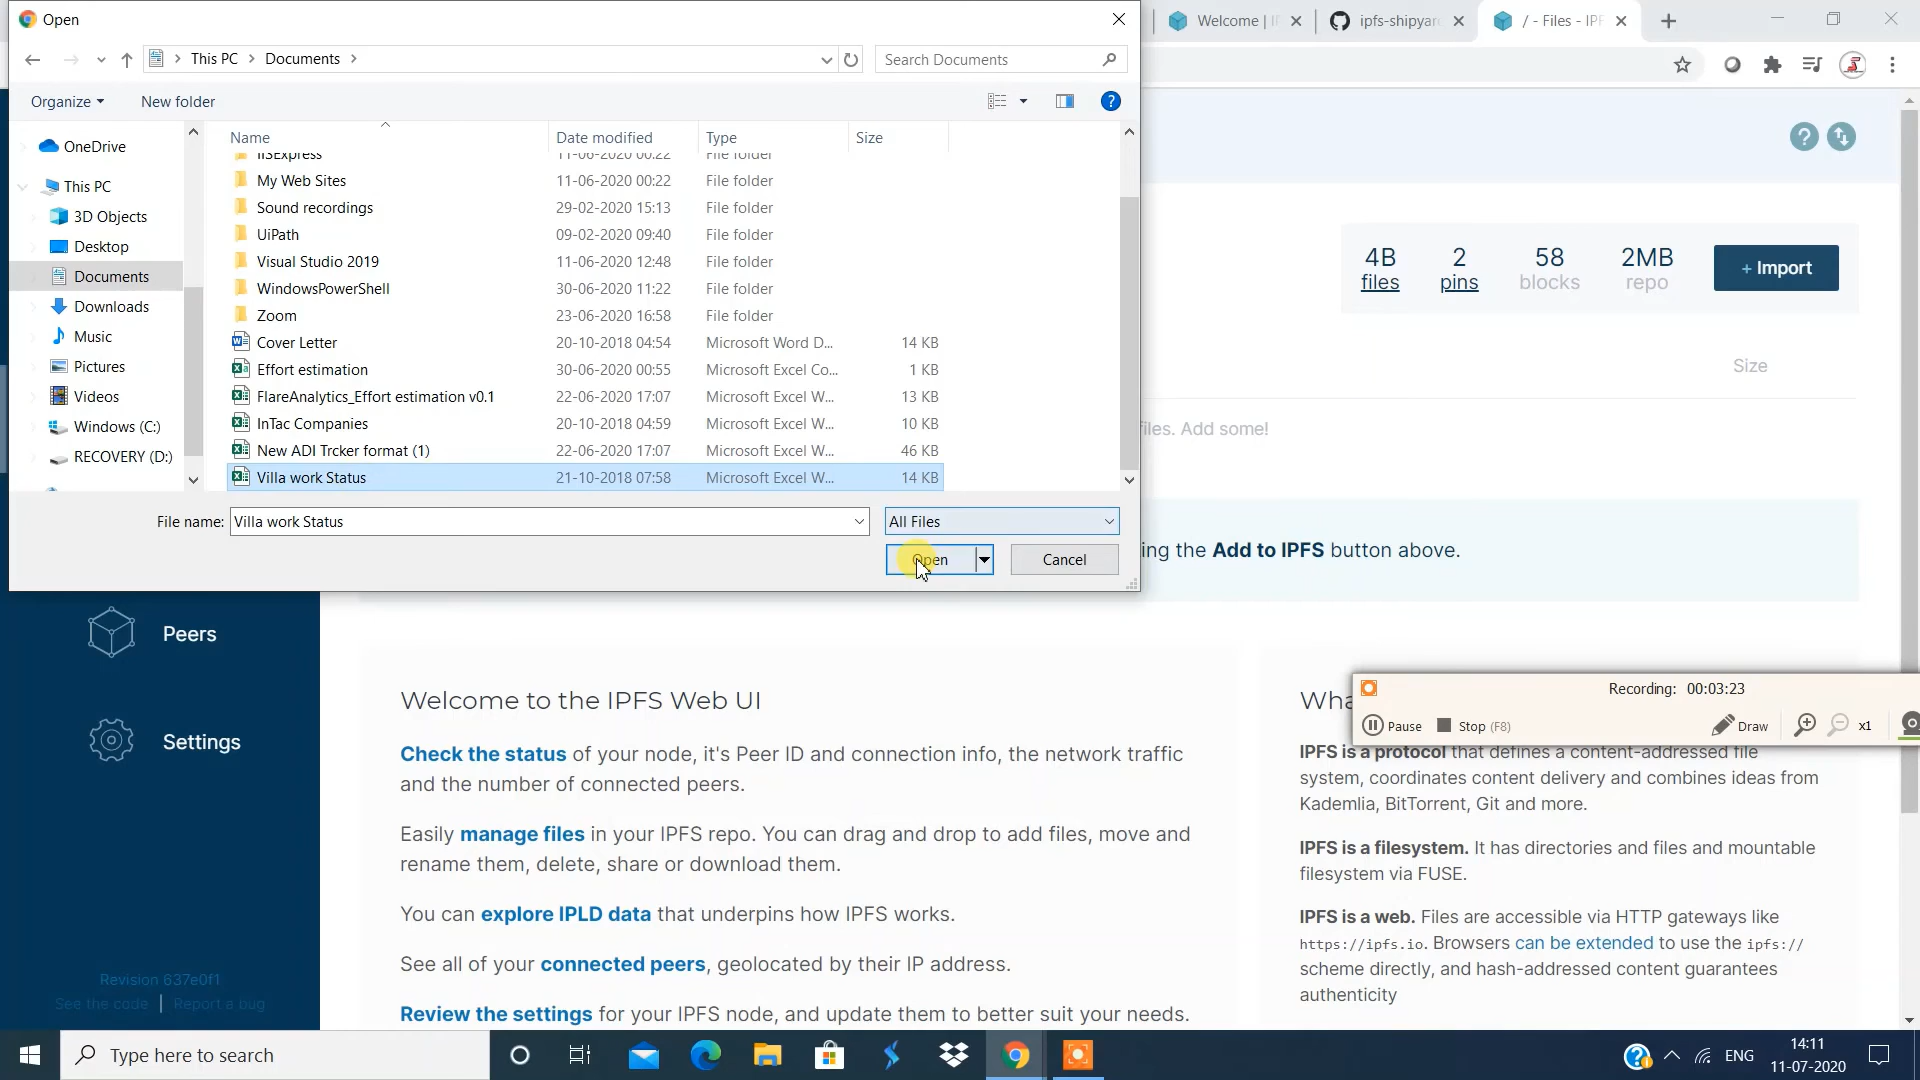 Open
Welcome | I
ipfs-shipyar
/ - Files - IPF
This PC
Documents
Search Documents
Organize
New folder
Name
Date modified
Type
Size
OneDrive
This PC
3D Objects
Desktop
Documents
Downloads
Music
Pictures
Videos
Windows (C:)
RECOVERY (D:)
IISExpress 11-06-2020 00:22 File folder
My Web Sites 11-06-2020 00:22 File folder
Sound recordings 29-02-2020 15:13 File folder
UiPath 09-02-2020 09:40 File folder
Visual Studio 2019 11-06-2020 12:48 File folder
WindowsPowerShell 30-06-2020 11:22 File folder
Zoom 23-06-2020 16:58 File folder
Cover Letter 20-10-2018 04:54 Microsoft Word D... 14 KB
Effort estimation 30-06-2020 00:55 Microsoft Excel Co... 1 KB
FlareAnalytics_Effort estimation v0.1 22-06-2020 17:07 Microsoft Excel W... 13 KB
InTac Companies 20-10-2018 04:59 Microsoft Excel W... 10 KB
New ADI Trcker format (1) 22-06-2020 17:07 Microsoft Excel W... 46 KB
Villa work Status 21-10-2018 07:58 Microsoft Excel W... 14 KB
File name: Villa work Status
All Files
Open
Cancel
4B files
2 pins
58 blocks
2MB repo
+ Import
Size
files. Add some!
ing the Add to IPFS button above.
Peers
Settings
Revision 637e0f1
See the code | Report a bug
Welcome to the IPFS Web UI
Check the status of your node, it's Peer ID and connection info, the network traffic
and the number of connected peers.
Easily manage files in your IPFS repo. You can drag and drop to add files, move and
rename them, delete, share or download them.
You can explore IPLD data that underpins how IPFS works.
See all of your connected peers, geolocated by their IP address.
Review the settings for your IPFS node, and update them to better suit your needs.
Wha
Recording: 00:03:23
Pause
Stop (F8)
Draw
x1
IPFS is a protocol that defines a content-addressed file
system, coordinates content delivery and combines ideas from
Kademlia, BitTorrent, Git and more.
IPFS is a filesystem. It has directories and files and mountable
filesystem via FUSE.
IPFS is a web. Files are accessible via HTTP gateways like
https://ipfs.io. Browsers can be extended to use the ipfs://
scheme directly, and hash-addressed content guarantees
authenticity
Type here to search
ENG
14:11
11-07-2020